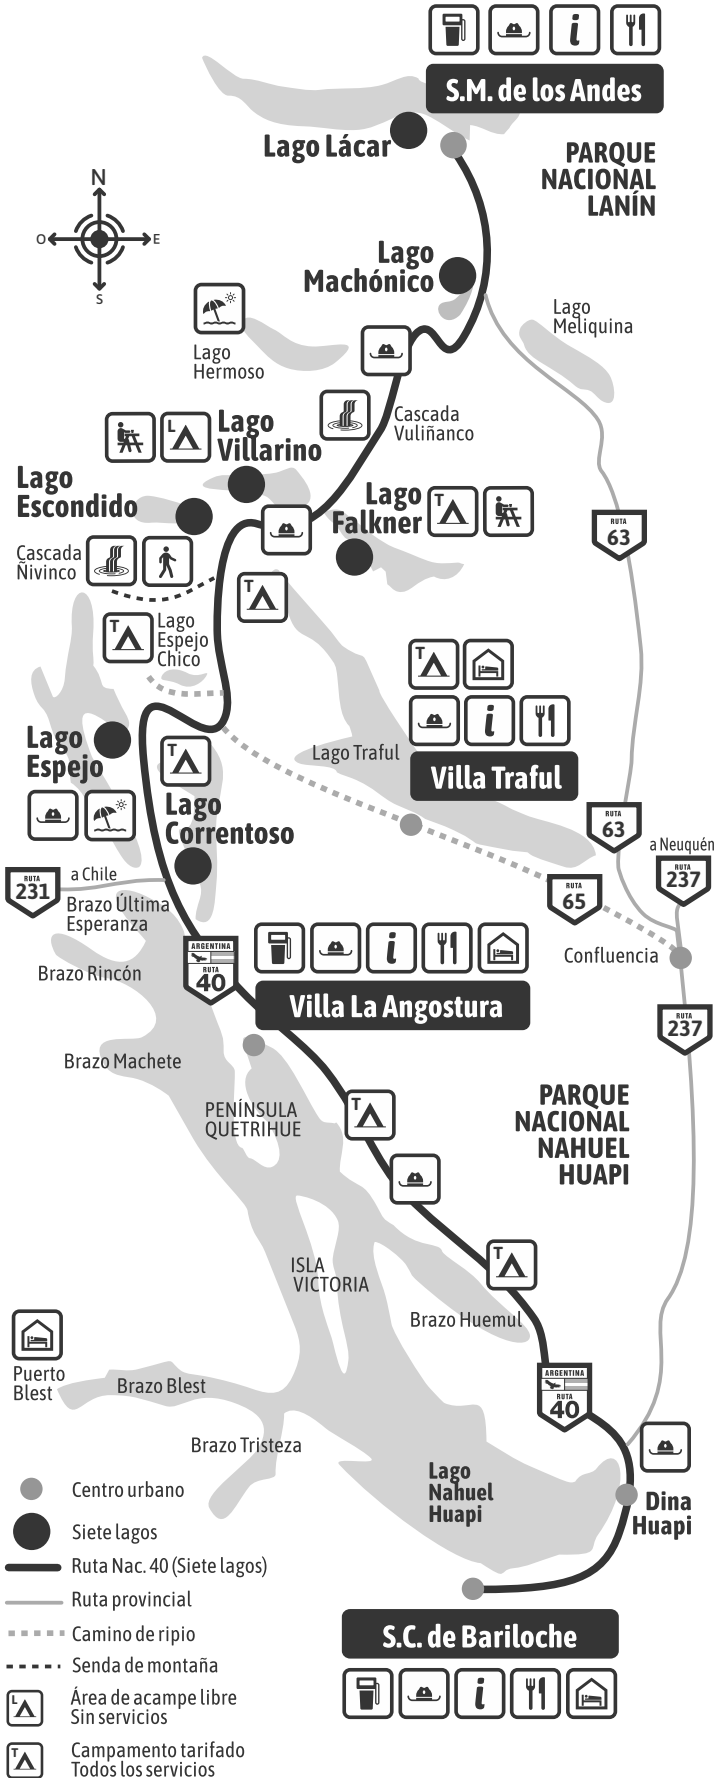 i
S.M. de los Andes
Lago Lácar
PARQUE
NACIONAL
LANÍN
N
O
E
S
Lago
Machónico
Lago
Meliquina
Lago
Hermoso
Cascada
Vuliñanco
L
Lago
Villarino
Lago
Escondido
Lago
Falkner
T
RUTA
63
Cascada
Ñivinco
T
T
Lago
Espejo
Chico
T
i
Lago
Espejo
T
Lago Traful
Villa Traful
Lago
Correntoso
RUTA
63
a Neuquén
RUTA
237
RUTA
231
a Chile
RUTA
65
Brazo Última
Esperanza
ARGENTINA
RUTA
40
i
Confluencia
Brazo Rincón
Villa La Angostura
RUTA
237
Brazo Machete
PENÍNSULA
QUETRIHUE
T
PARQUE
NACIONAL
NAHUEL
HUAPI
T
ISLA
VICTORIA
Brazo Huemul
Puerto
Blest
Brazo Blest
ARGENTINA
RUTA
40
Brazo Tristeza
Lago
Nahuel
Huapi
Dina
Huapi
S.C. de Bariloche
i
Centro urbano
Siete lagos
Ruta Nac. 40 (Siete lagos)
Ruta provincial
Camino de ripio
Senda de montaña
L
Área de acampe libre
Sin servicios
T
Campamento tarifado
Todos los servicios